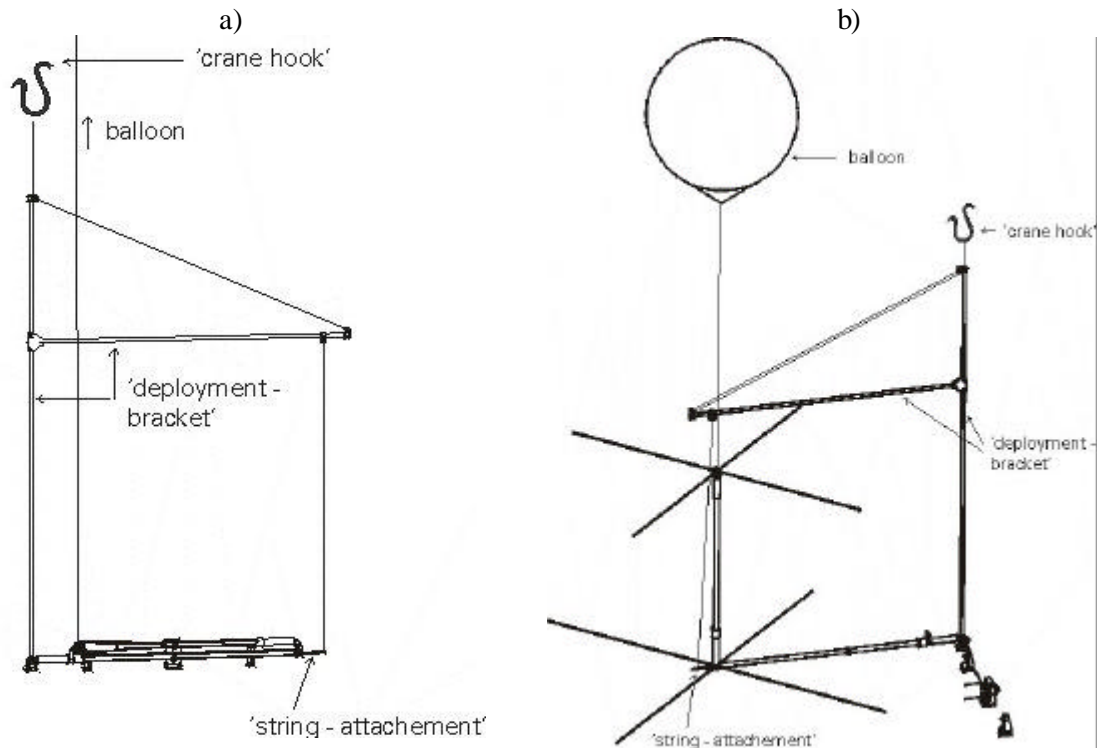 a)
'crane hook'
balloon
'deployment -
bracket'
'string - attachement'
b)
balloon
'crane hook'
'deployment -
bracket'
'string - attachement'